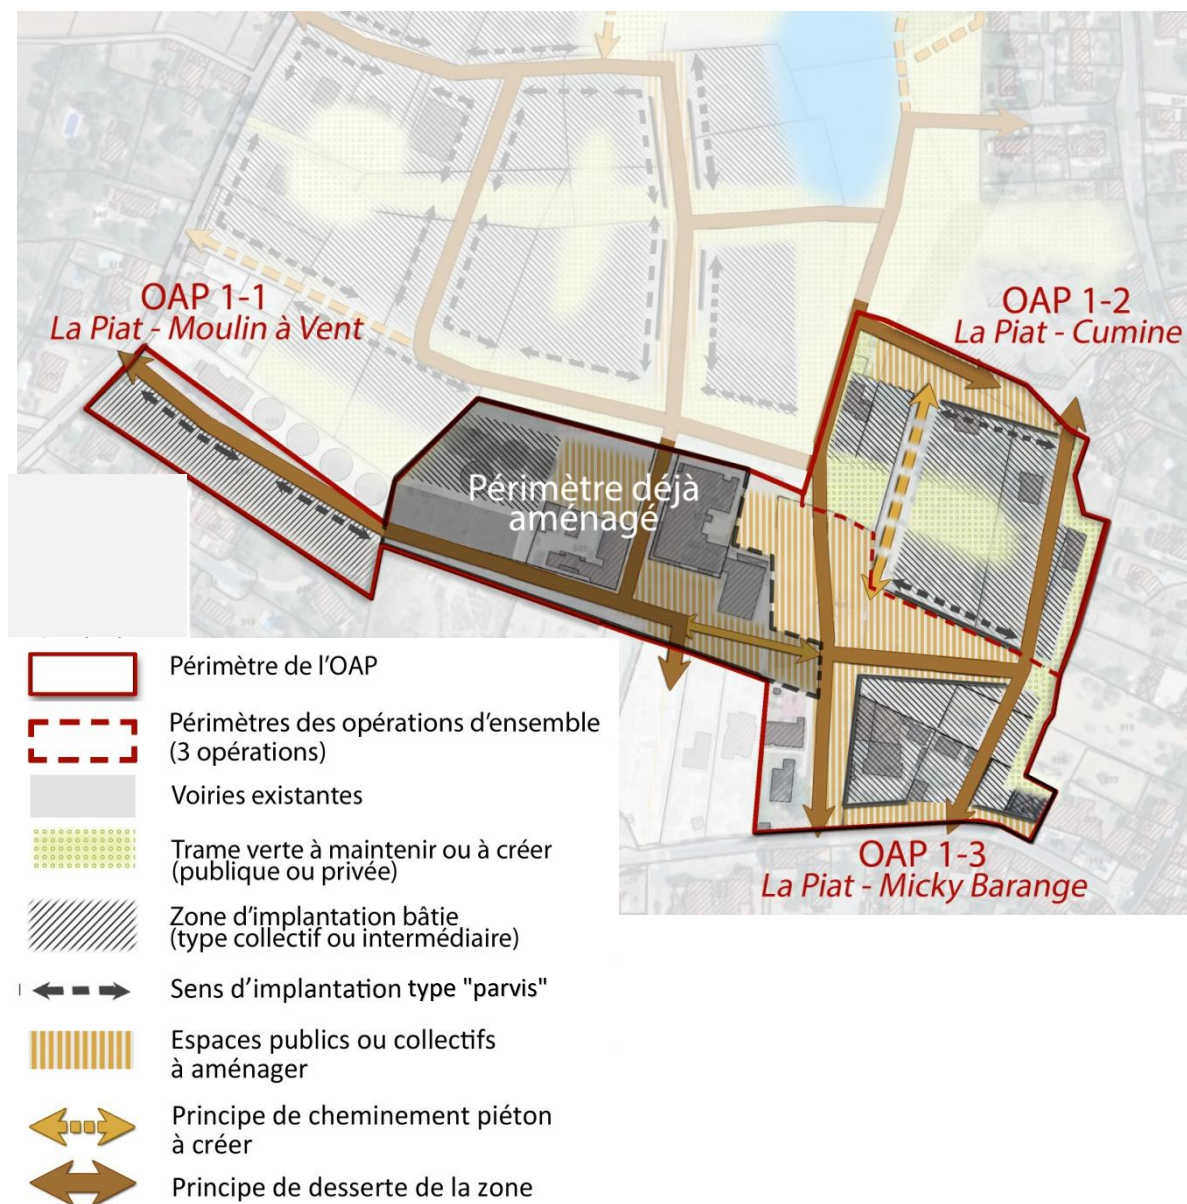 OAP 1-1
La Piat - Moulin à Vent
OAP 1-2
La Piat - Cumine
Périmètre déjà
aménagé
OAP 1-3
La Piat - Micky Barange
Périmètre de l'OAP
Périmètres des opérations d'ensemble
(3 opérations)
Voiries existantes
Trame verte à maintenir ou à créer
(publique ou privée)
Zone d'implantation bâtie
(type collectif ou intermédiaire)
Sens d'implantation type "parvis"
Espaces publics ou collectifs
à aménager
Principe de cheminement piéton
à créer
Principe de desserte de la zone